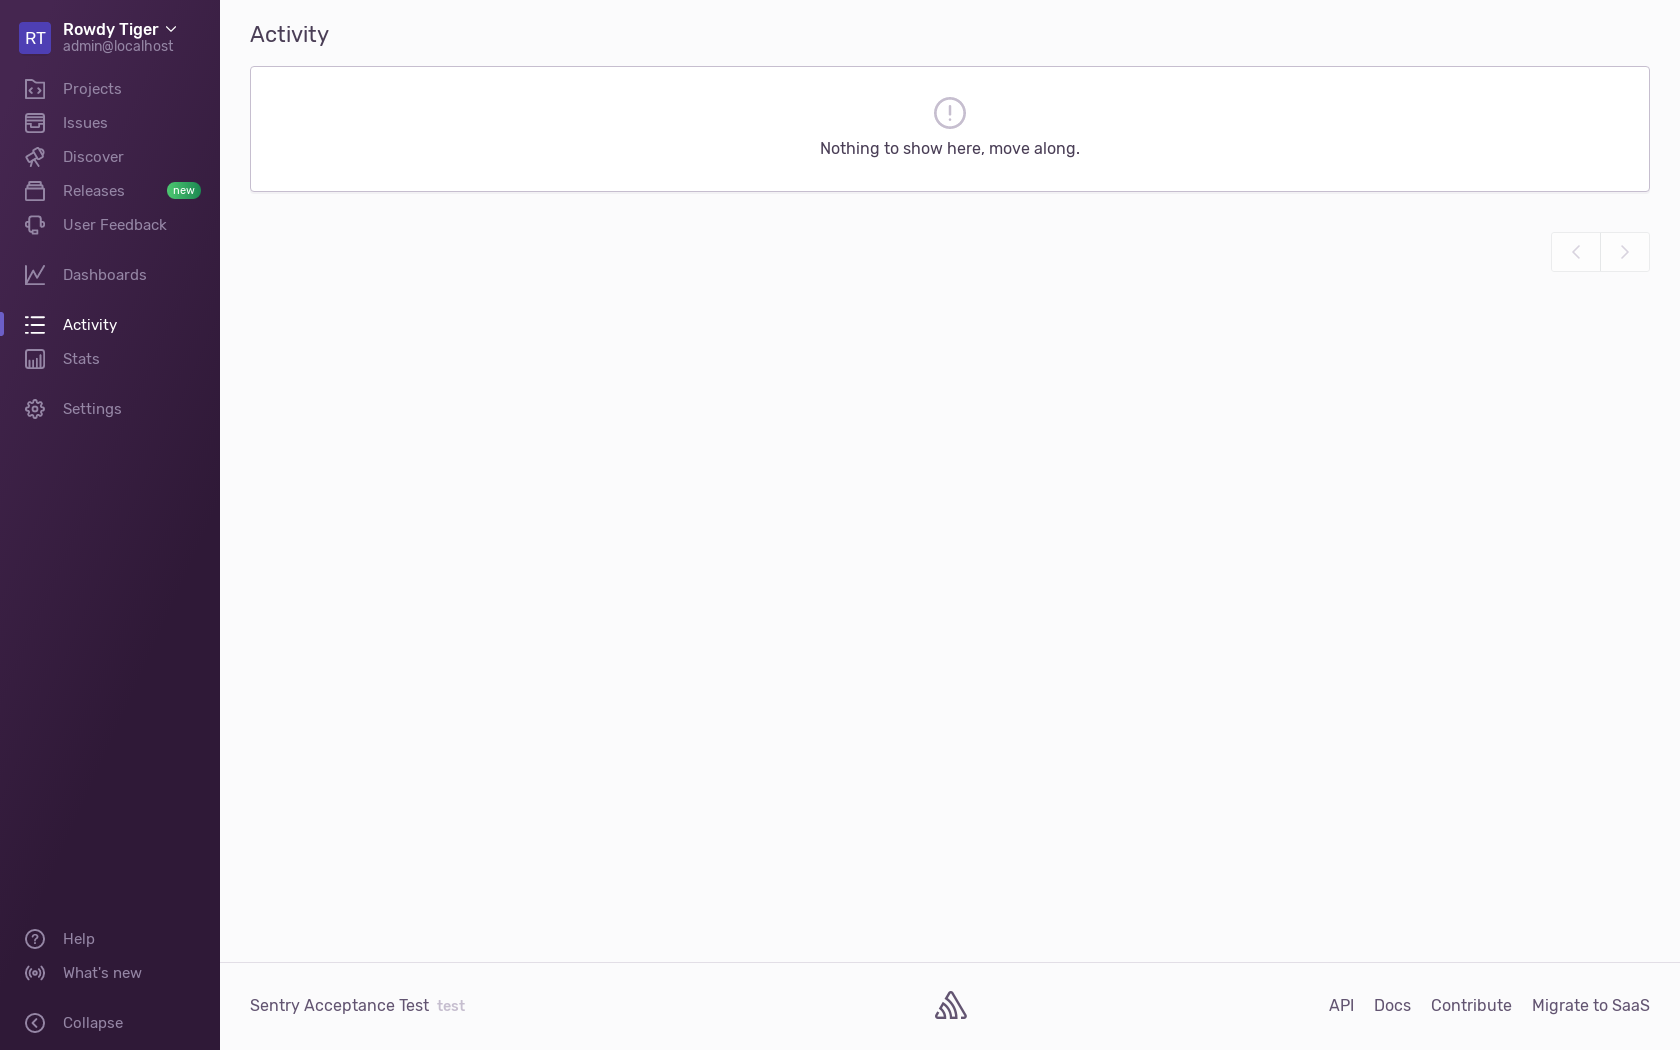 RT
Rowdy Tiger
admin@localhost
Projects
Issues
Discover
Releases new
User Feedback
Dashboards
Activity
Stats
Settings
Help
What's new
Collapse
Activity
Nothing to show here, move along.
Sentry Acceptance Test test
API Docs Contribute Migrate to SaaS